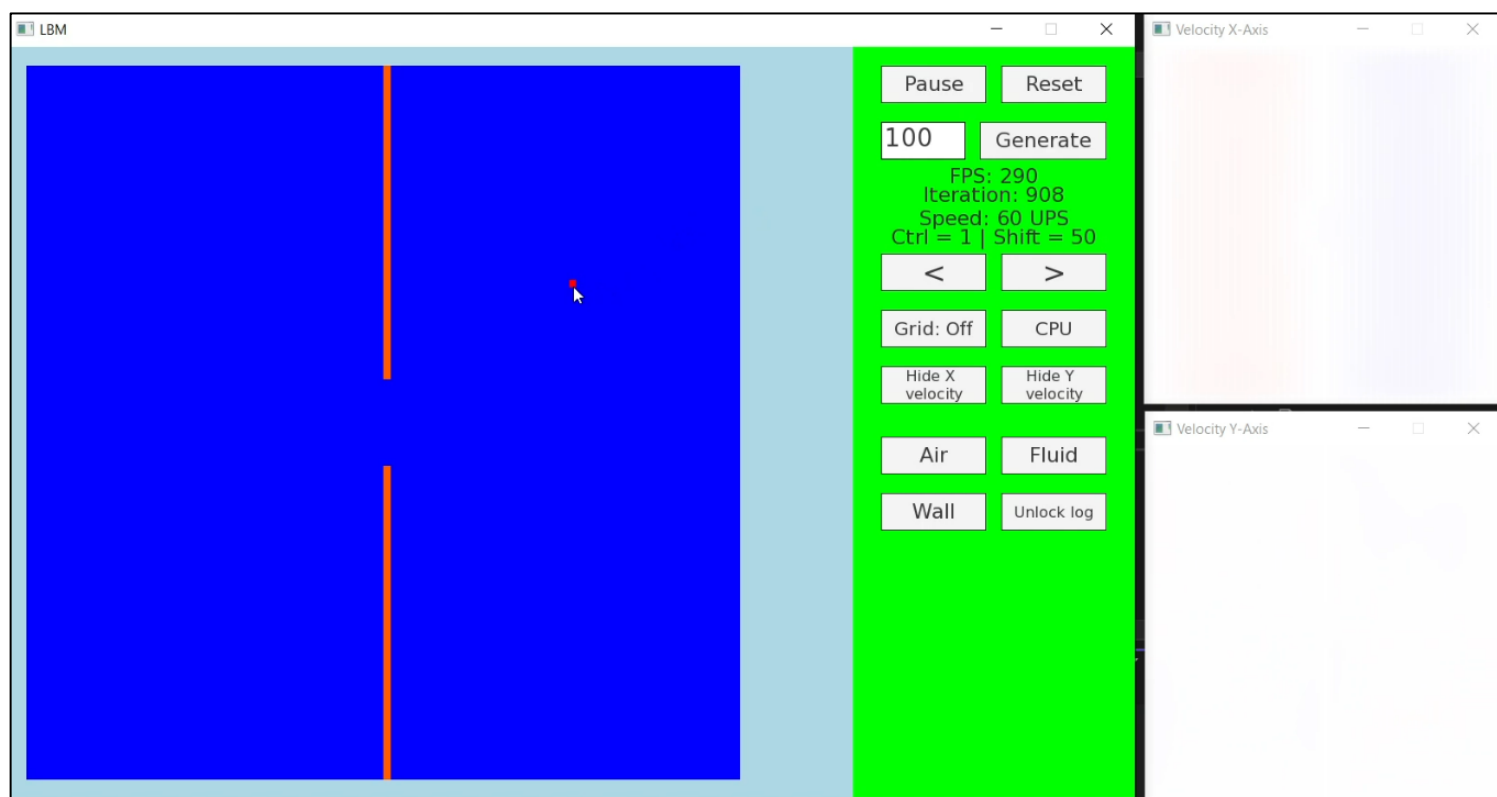 LBM
Pause
Reset
100
Generate
FPS: 290
Iteration: 908
Speed: 60 UPS
Ctrl = 1 | Shift = 50
<
>
Grid: Off
CPU
Hide X
velocity
Hide Y
velocity
Air
Fluid
Wall
Unlock log
Velocity X-Axis
Velocity Y-Axis